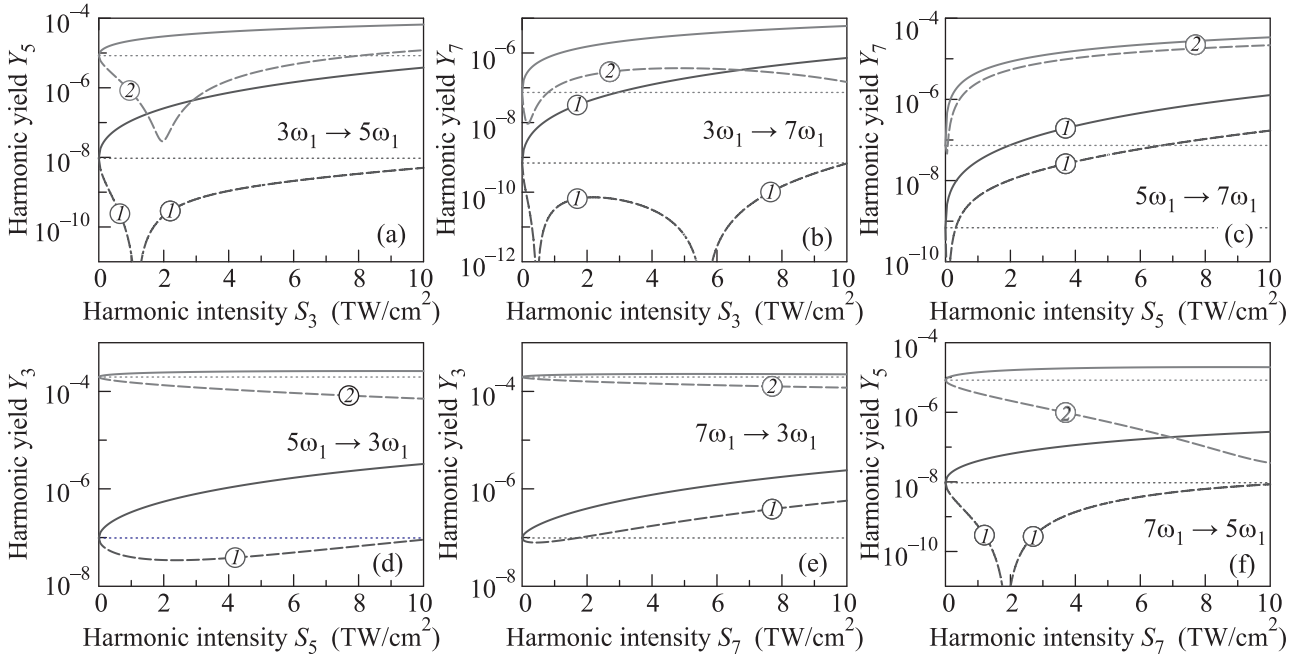 Harmonic yield Y₅
10⁻⁴
10⁻⁶
10⁻⁸
10⁻¹⁰
2
1
1
3ω₁ → 5ω₁
(a)
0 2 4 6 8 10
Harmonic intensity S₃ (TW/cm²)
Harmonic yield Y₇
10⁻⁴
10⁻⁶
10⁻⁸
10⁻¹⁰
10⁻¹²
2
1
1
1
3ω₁ → 7ω₁
(b)
0 2 4 6 8 10
Harmonic intensity S₃ (TW/cm²)
Harmonic yield Y₇
10⁻⁴
10⁻⁶
10⁻⁸
10⁻¹⁰
2
1
1
5ω₁ → 7ω₁
(c)
0 2 4 6 8 10
Harmonic intensity S₅ (TW/cm²)
Harmonic yield Y₃
10⁻⁴
10⁻⁶
10⁻⁸
2
1
5ω₁ → 3ω₁
(d)
0 2 4 6 8 10
Harmonic intensity S₅ (TW/cm²)
Harmonic yield Y₃
10⁻⁴
10⁻⁶
10⁻⁸
2
1
7ω₁ → 3ω₁
(e)
0 2 4 6 8 10
Harmonic intensity S₇ (TW/cm²)
Harmonic yield Y₅
10⁻⁴
10⁻⁶
10⁻⁸
10⁻¹⁰
2
1
1
7ω₁ → 5ω₁
(f)
0 2 4 6 8 10
Harmonic intensity S₇ (TW/cm²)